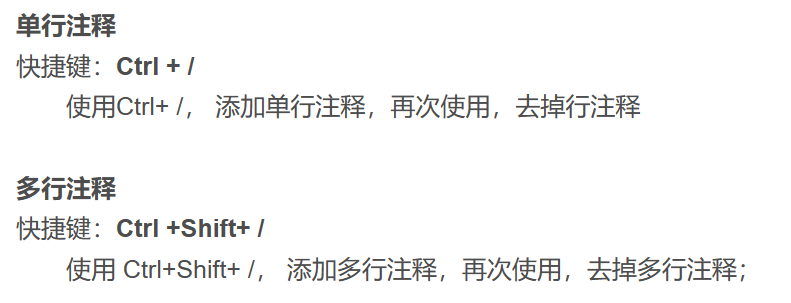 单行注释
快捷键：Ctrl + /
使用Ctrl+ /， 添加单行注释，再次使用，去掉行注释
多行注释
快捷键：Ctrl +Shift+ /
使用 Ctrl+Shift+ /， 添加多行注释，再次使用，去掉多行注释；